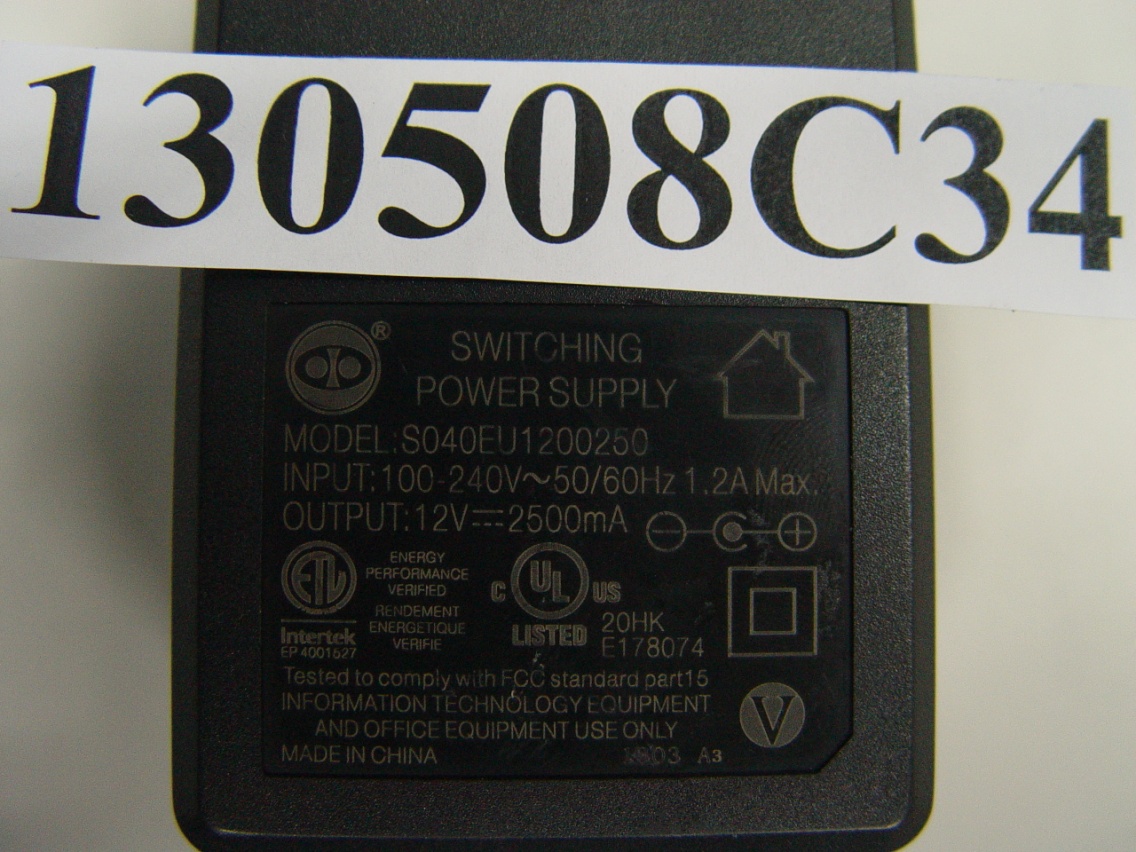 130508C34
®
SWITCHING
POWER SUPPLY
MODEL:S040EU1200250
INPUT:100-240V~50/60Hz 1.2A Max.
OUTPUT:12V⎓2500mA
ETL
Intertek
EP 4001627
ENERGY
PERFORMANCE
VERIFIED
RENDEMENT
ENERGETIQUE
VERIFIE
C UL US
LISTED
20HK
E178074
Tested to comply with FCC standard part15
INFORMATION TECHNOLOGY EQUIPMENT
AND OFFICE EQUIPMENT USE ONLY
MADE IN CHINA
A3
V